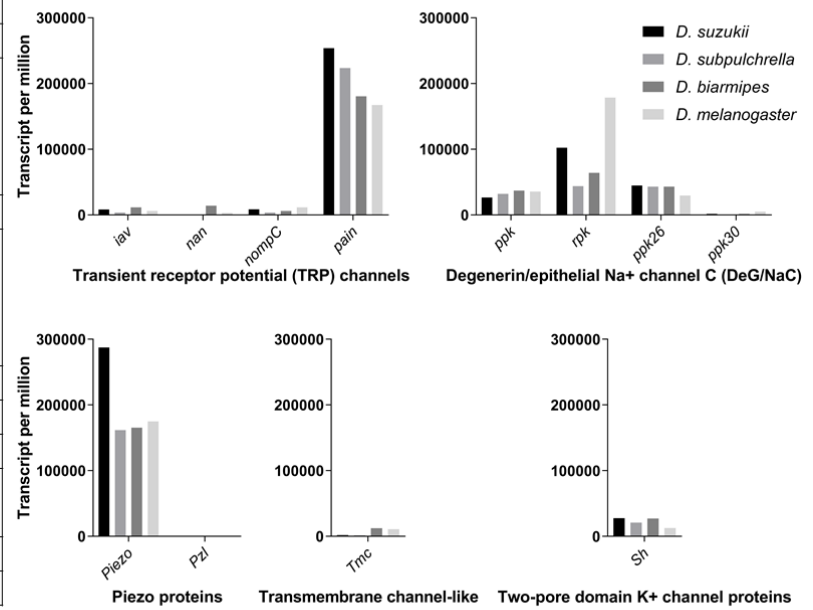 Transcript per million
300000
200000
100000
0
iav
nan
nompC
pain
Transient receptor potential (TRP) channels
300000
200000
100000
0
D. suzukii
D. subpulchrella
D. biarmipes
D. melanogaster
ppk
rpk
ppk26
ppk30
Degenerin/epithelial Na+ channel C (DeG/NaC)
Transcript per million
300000
200000
100000
0
Piezo
Pzl
Piezo proteins
300000
200000
100000
0
Tmc
Transmembrane channel-like
300000
200000
100000
0
Sh
Two-pore domain K+ channel proteins